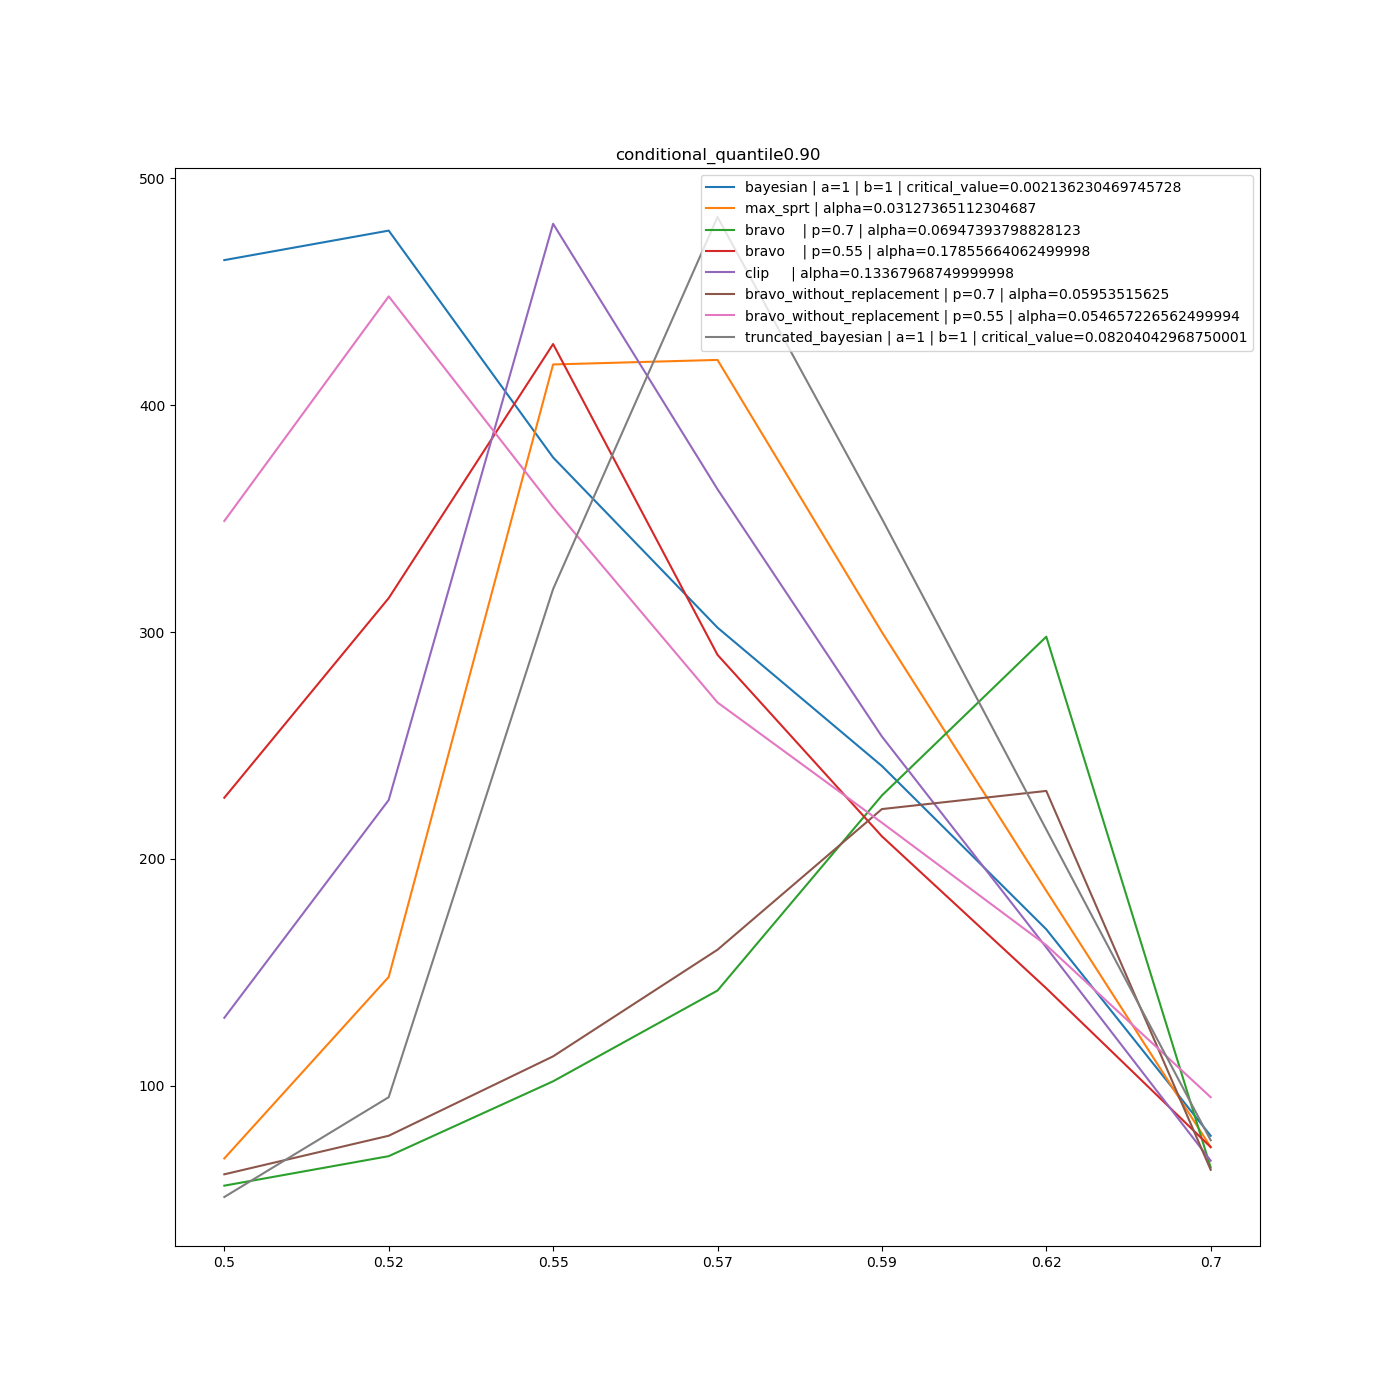 conditional_quantile0.90
500
400
300
200
100
bayesian | a=1 | b=1 | critical_value=0.002136230469745728
max_sprt | alpha=0.03127365112304687
bravo    | p=0.7 | alpha=0.06947393798828123
bravo    | p=0.55 | alpha=0.17855664062499998
clip     | alpha=0.13367968749999998
bravo_without_replacement | p=0.7 | alpha=0.05953515625
bravo_without_replacement | p=0.55 | alpha=0.054657226562499994
truncated_bayesian | a=1 | b=1 | critical_value=0.08204042968750001
0.5 0.52 0.55 0.57 0.59 0.62 0.7